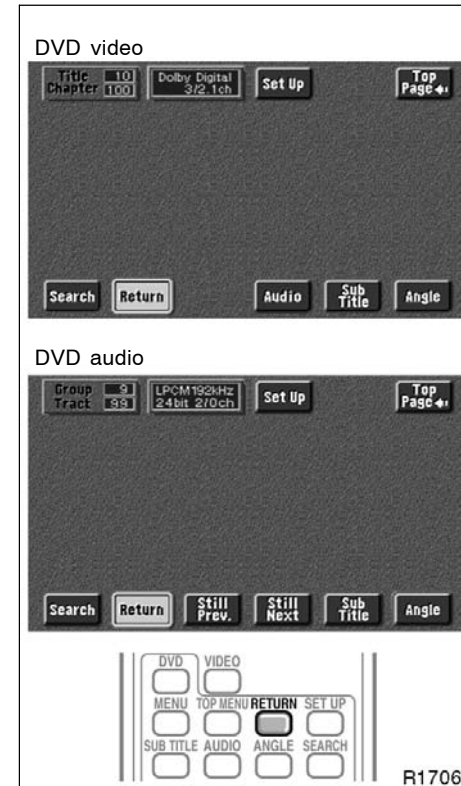 DVD video
Title 10 Dolby Digital Set Up Top
Chapter 100 3/2.1ch Page
Search Return Audio Sub Title Angle
DVD audio
Group 9 LPCM192kHz Set Up Top
Track 99 24bit 2/0ch Page
Search Return Still Prev. Still Next Sub Title Angle
DVD VIDEO
MENU TOP MENU RETURN SET UP
SUB TITLE AUDIO ANGLE SEARCH
R1706